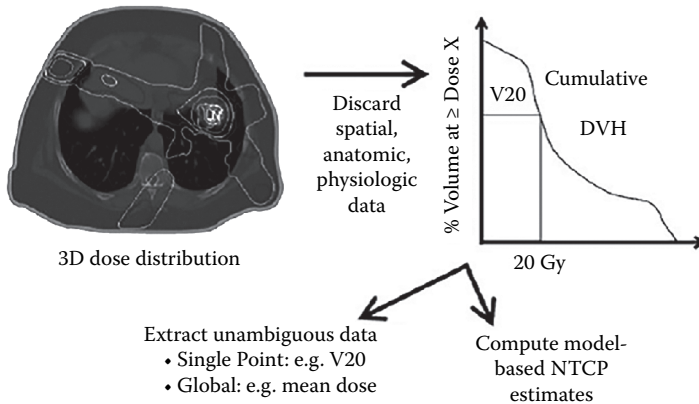 3D dose distribution
Discard
spatial,
anatomic,
physiologic
data
% Volume at ≥ Dose X
V20
Cumulative
DVH
20 Gy
Extract unambiguous data
• Single Point: e.g. V20
• Global: e.g. mean dose
Compute model-
based NTCP
estimates